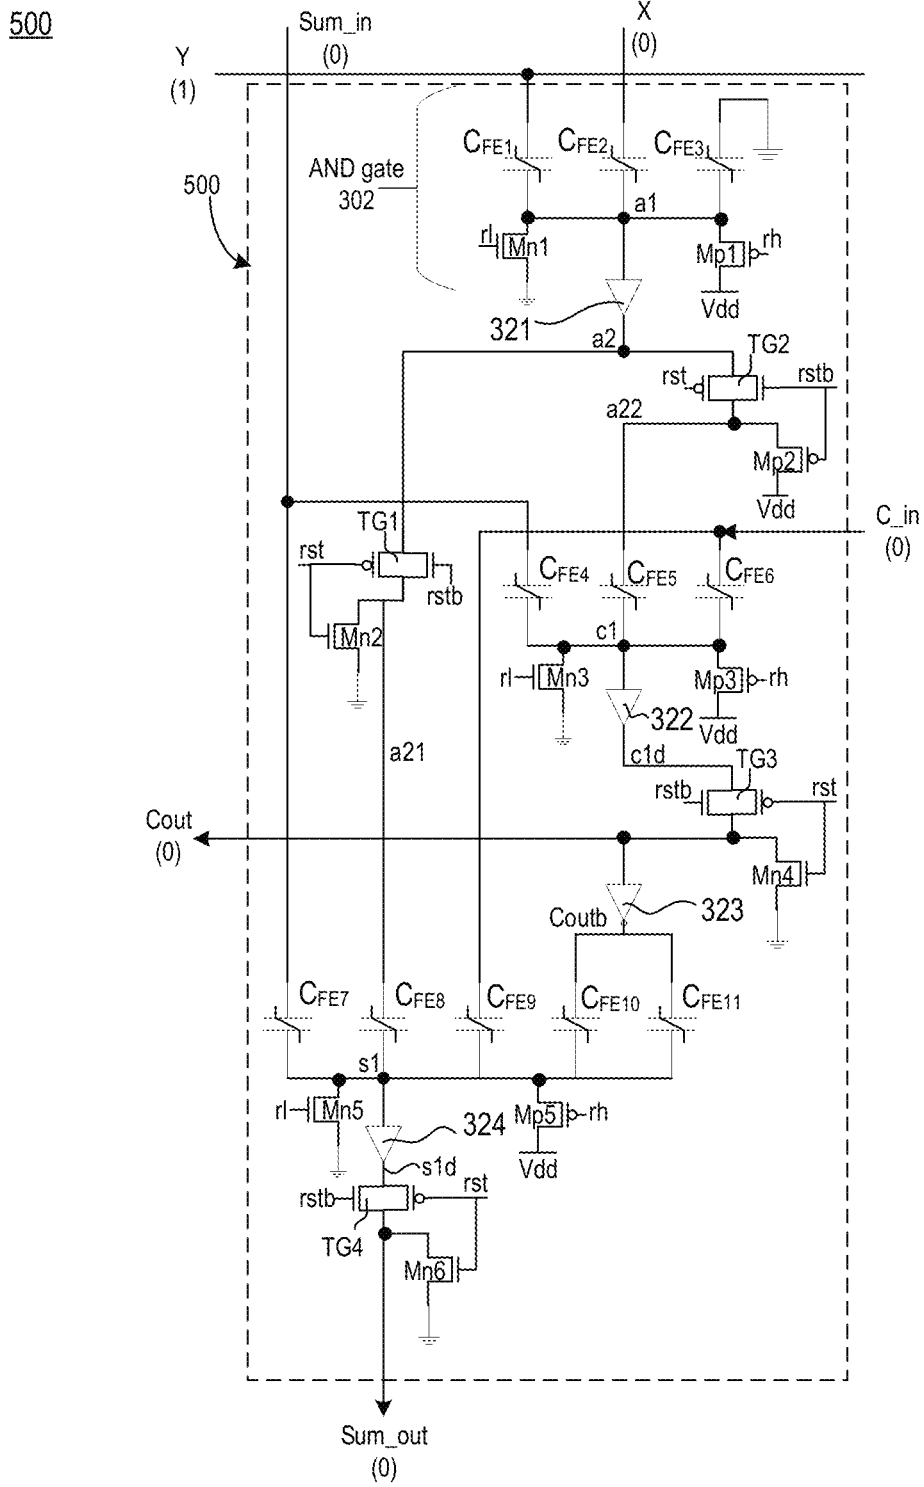 500
Sum_in
(0)
X
(0)
Y
(1)
CFE1
CFE2
CFE3
AND gate
302
500
a1
rl
Mn1
Mp1
rh
Vdd
321
a2
TG2
rst
rstb
a22
Mp2
Vdd
C_in
(0)
TG1
rst
rstb
CFE4
CFE5
CFE6
Mn2
c1
rl
Mn3
Mp3
rh
322
Vdd
a21
c1d
TG3
rstb
rst
Cout
(0)
Mn4
323
Coutb
CFE7
CFE8
CFE9
CFE10
CFE11
s1
rl
Mn5
324
Mp5
rh
Vdd
s1d
rstb
rst
TG4
Mn6
Sum_out
(0)